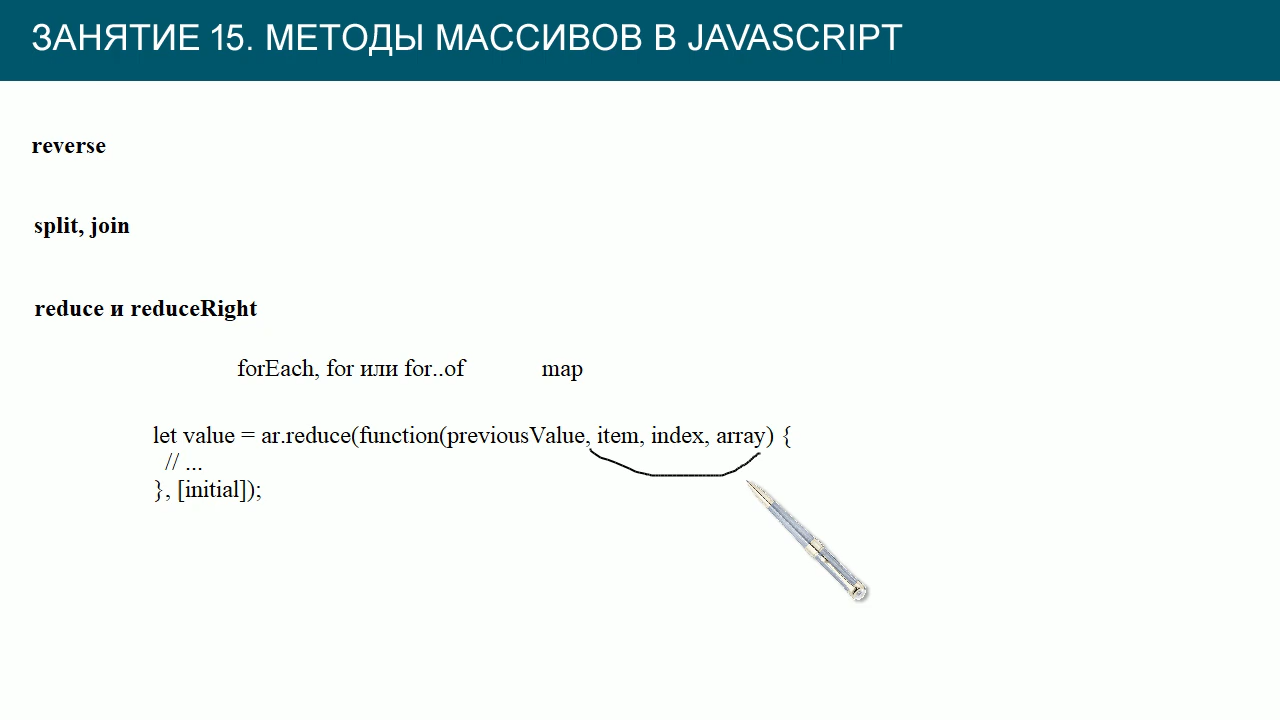 ЗАНЯТИЕ 15. МЕТОДЫ МАССИВОВ В JAVASCRIPT
reverse
split, join
reduce и reduceRight
forEach, for или for..of map
let value = ar.reduce(function(previousValue, item, index, array) {
// ...
}, [initial]);